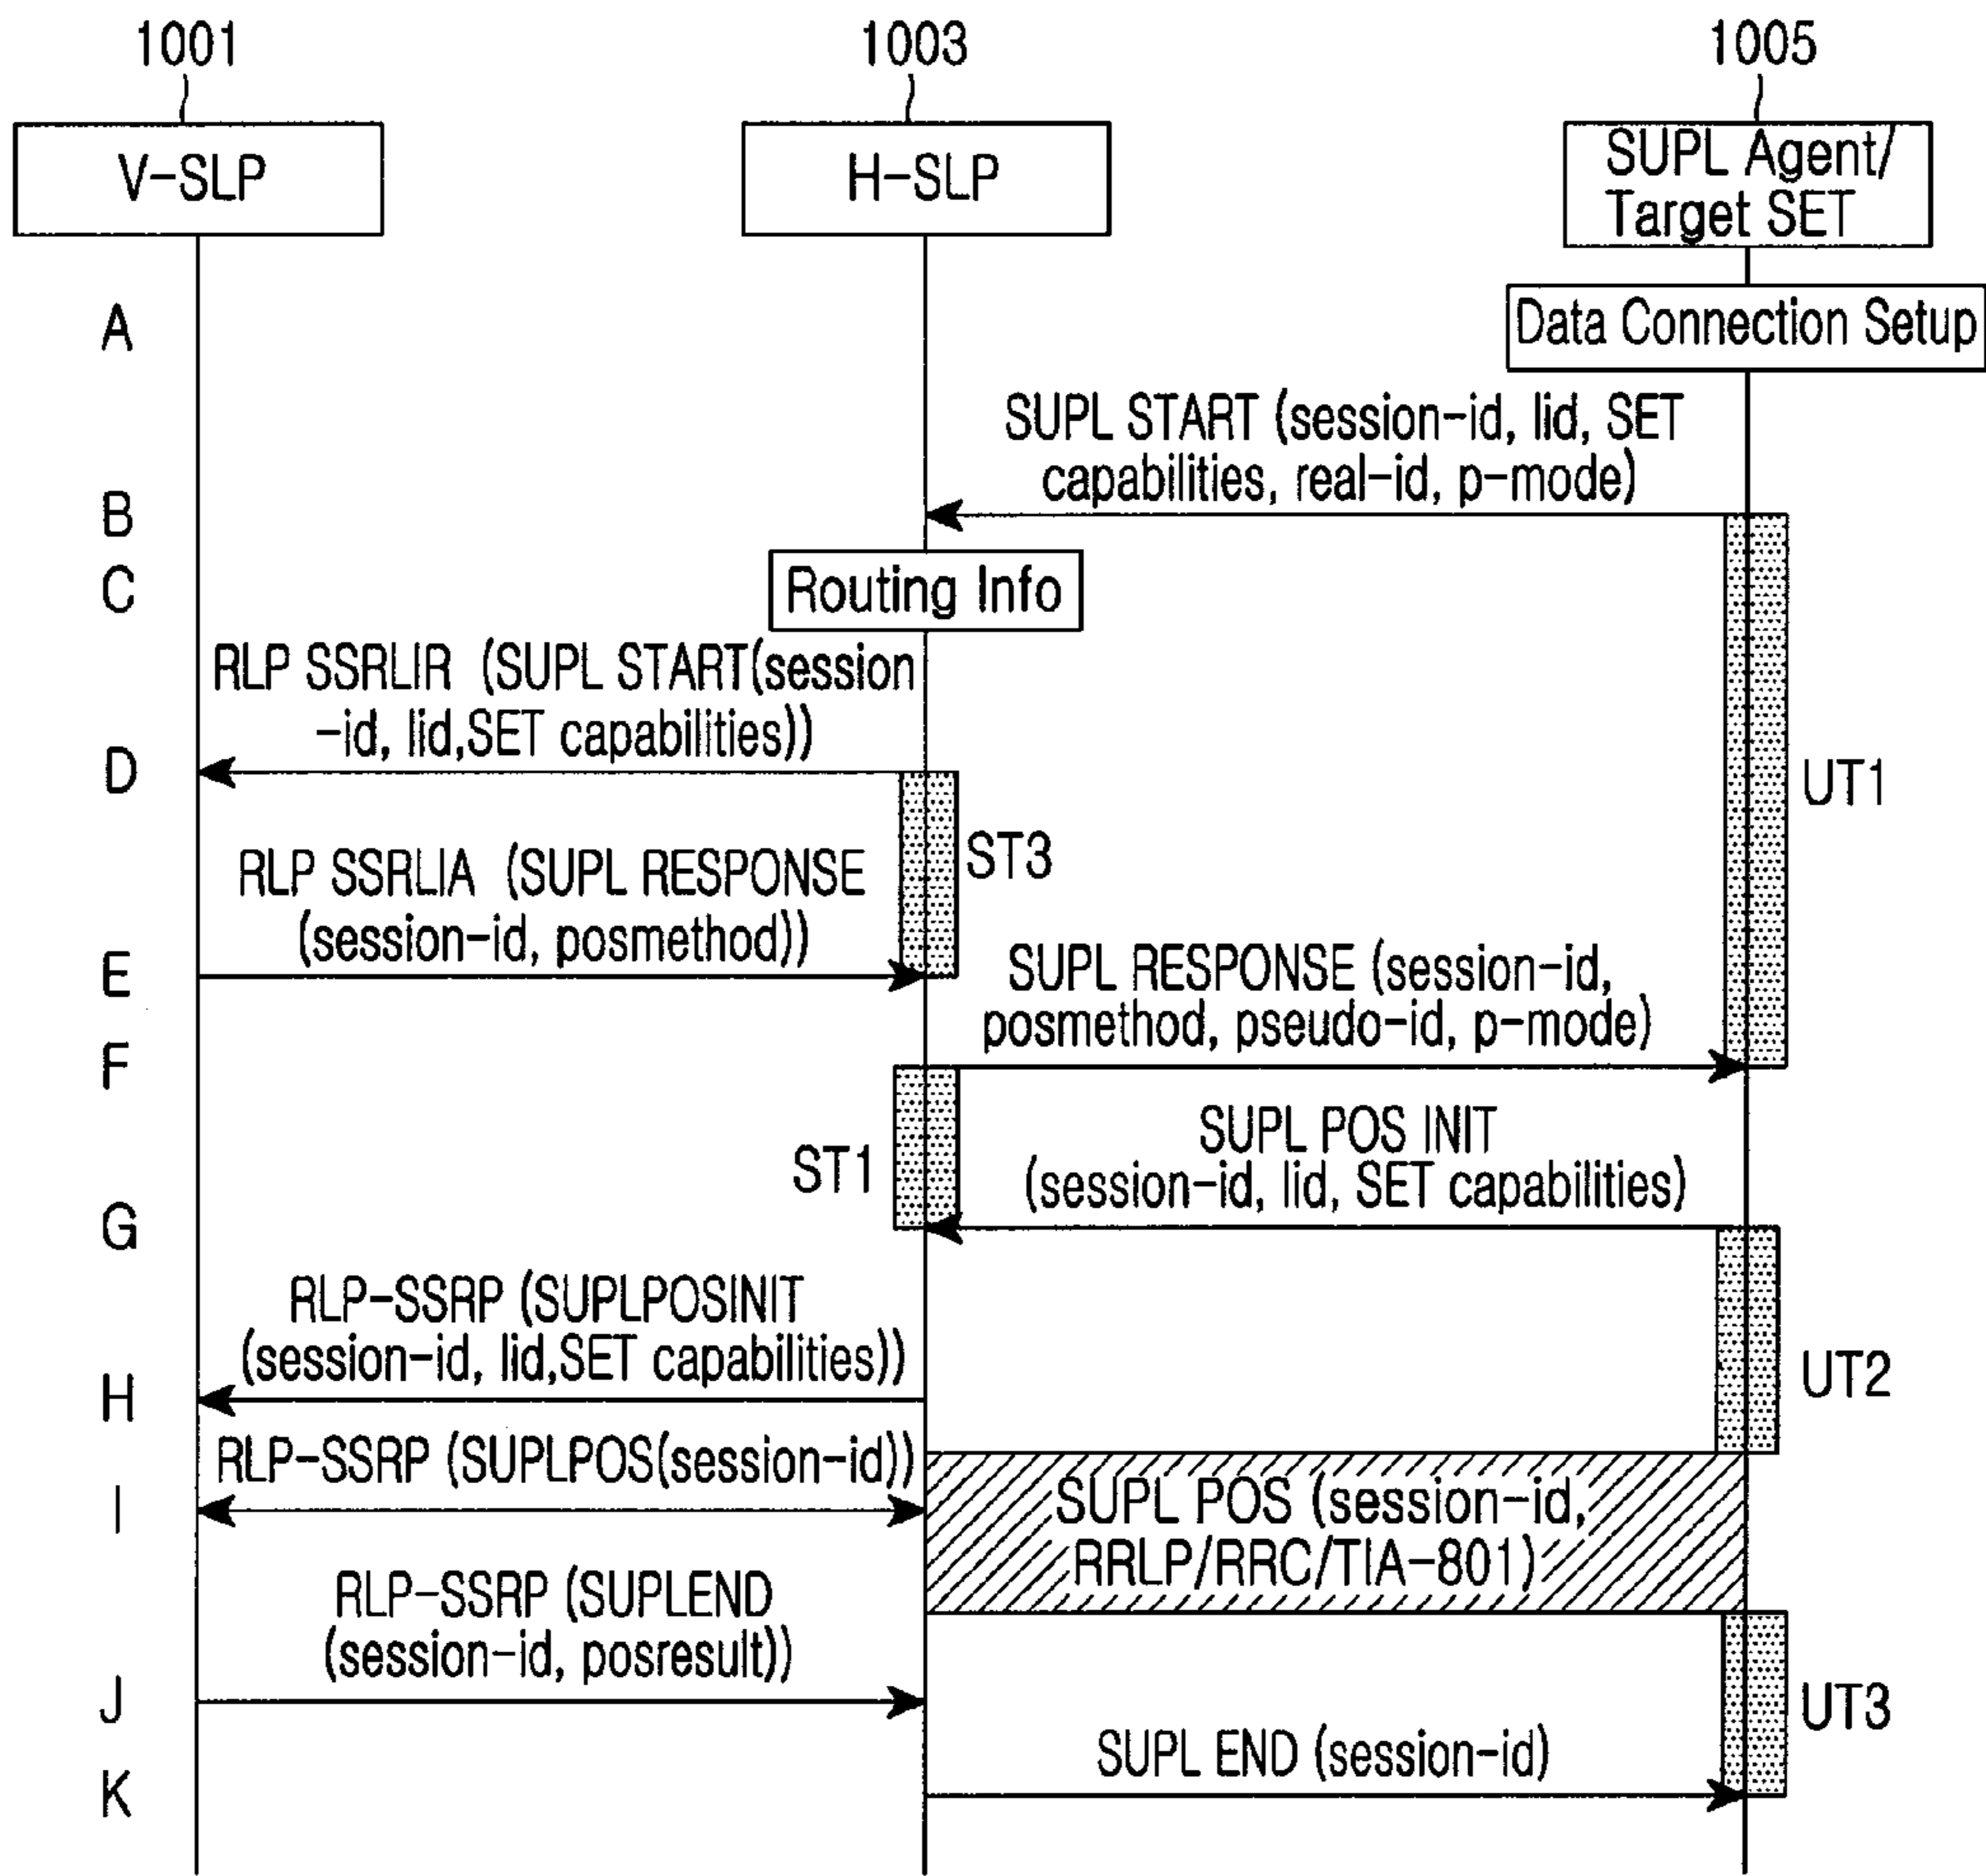 1001
1003
1005
V-SLP
H-SLP
SUPL Agent/
Target SET
A
Data Connection Setup
SUPL START (session-id, lid, SET
capabilities, real-id, p-mode)
B
C
Routing Info
RLP SSRLIR (SUPL START(session
-id, lid,SET capabilities))
D
UT1
ST3
RLP SSRLIA (SUPL RESPONSE
(session-id, posmethod))
E
SUPL RESPONSE (session-id,
posmethod, pseudo-id, p-mode)
F
SUPL POS INIT
(session-id, lid, SET capabilities)
ST1
G
RLP-SSRP (SUPLPOSINIT
(session-id, lid,SET capabilities))
UT2
H
RLP-SSRP (SUPLPOS(session-id))
I
SUPL POS (session-id,
RRLP/RRC/TIA-801)
RLP-SSRP (SUPLEND
(session-id, posresult))
J
UT3
SUPL END (session-id)
K